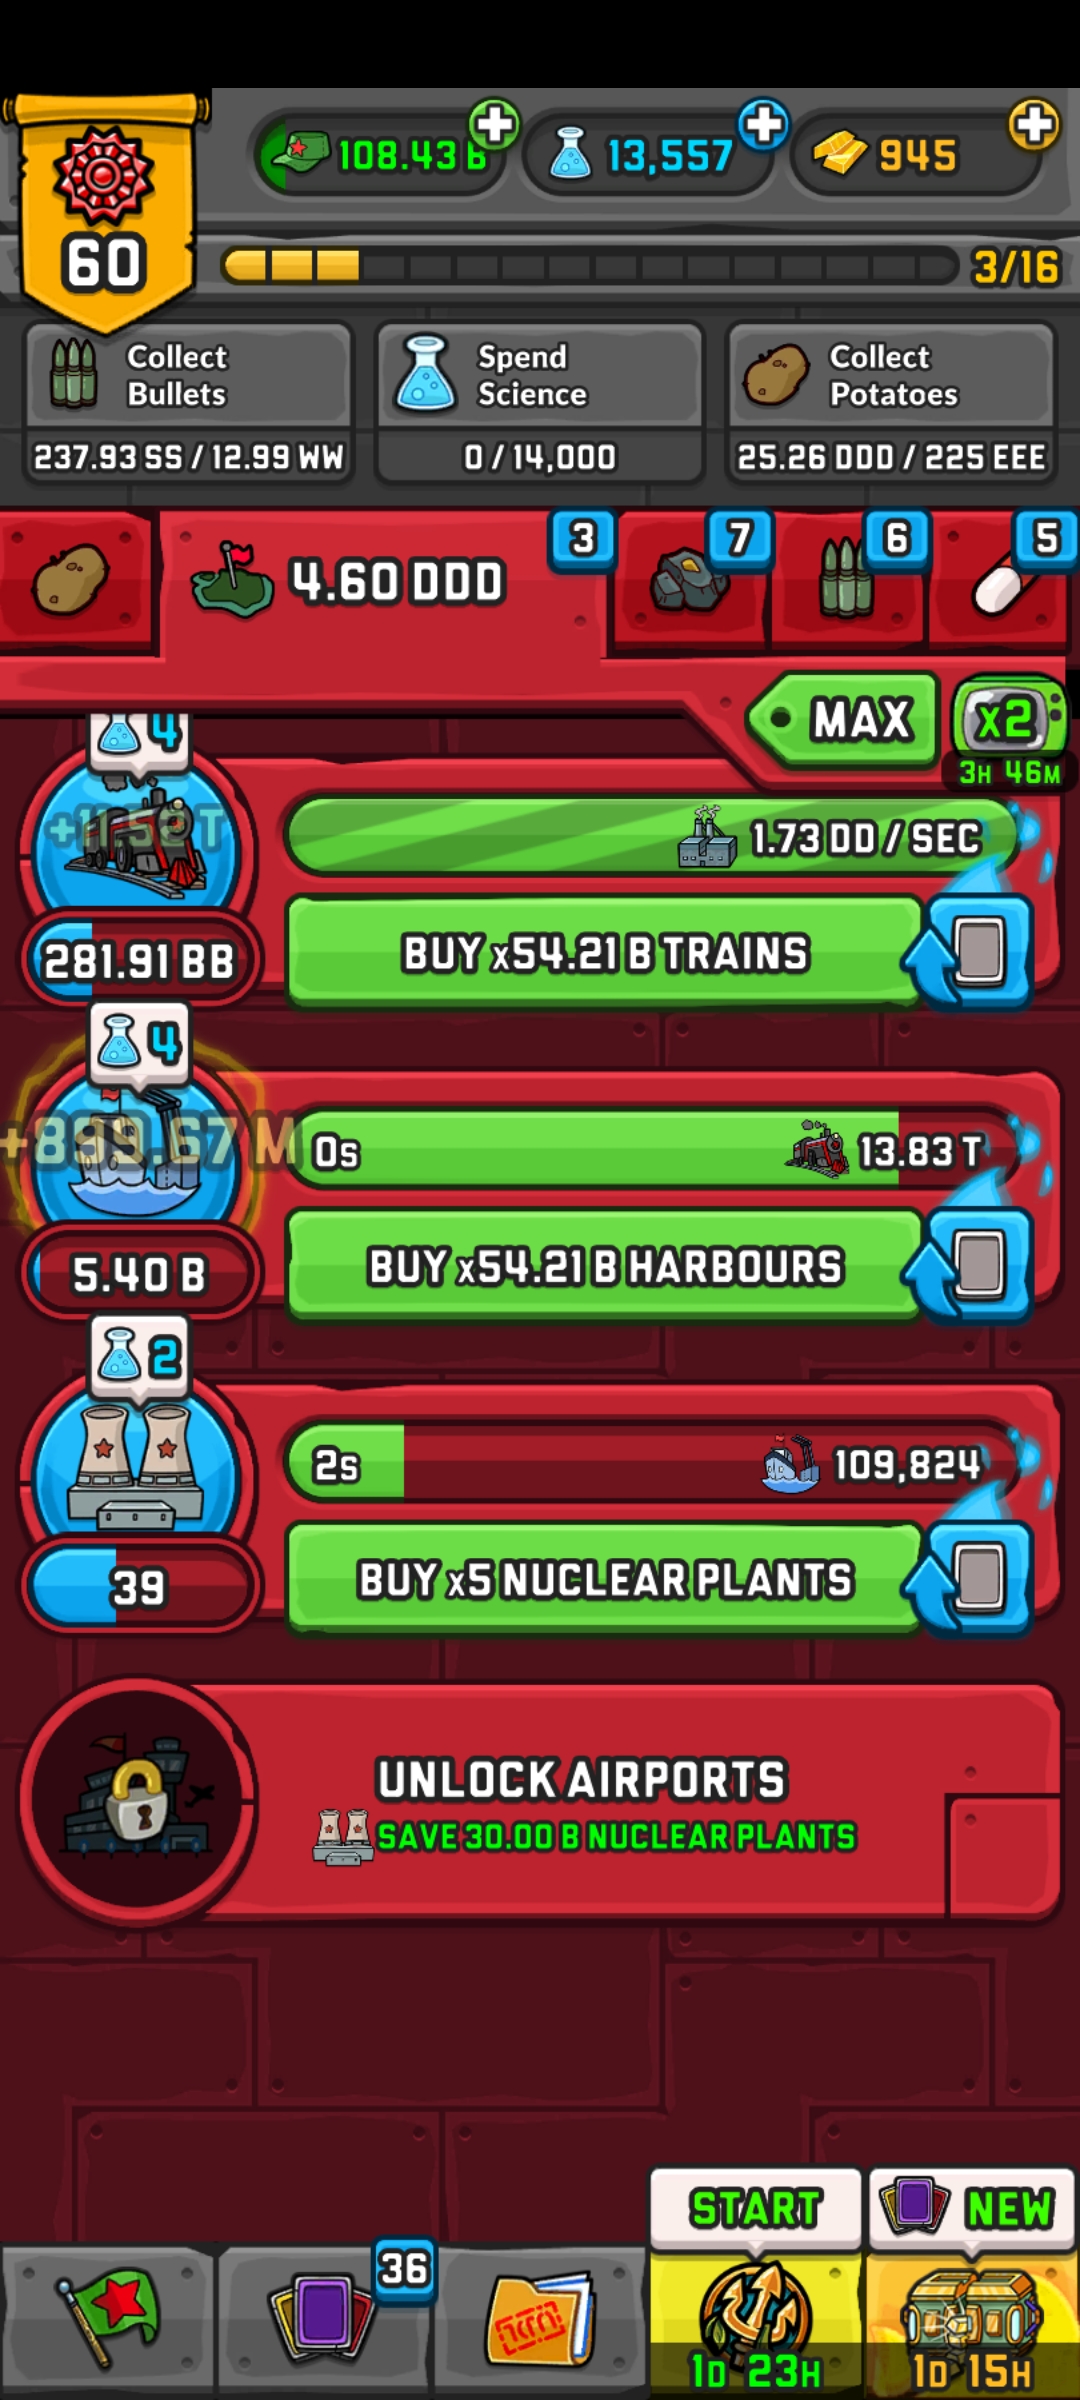 108.43 B
13,557
945
60
3/16
Collect Bullets
237.93 SS / 12.99 WW
Spend Science
0 / 14,000
Collect Potatoes
25.26 DDD / 225 EEE
4.60 DDD
3
7
6
5
MAX
x2
3H 46M
4
1.73 DD / SEC
281.91 BB
BUY x54.21 B TRAINS
4
+899.67 M
0s
13.83 T
5.40 B
BUY x54.21 B HARBOURS
2
2s
109,824
39
BUY x5 NUCLEAR PLANTS
UNLOCK AIRPORTS
SAVE 30.00 B NUCLEAR PLANTS
START
NEW
36
1D 23H
1D 15H